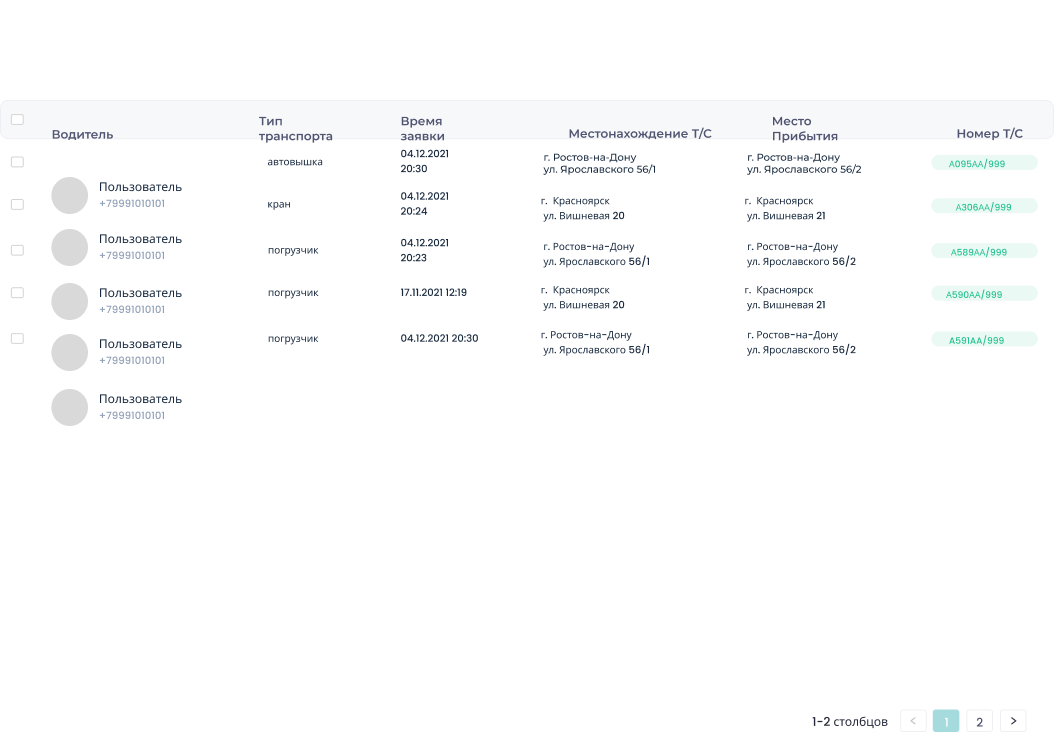 Водитель
Тип
транспорта
Время
заявки
Местонахождение Т/С
Место
Прибытия
Номер Т/С
автовышка
04.12.2021
20:30
г. Ростов-на-Дону
ул. Ярославского 56/1
г. Ростов-на-Дону
ул. Ярославского 56/2
A095AA/999
Пользователь
+79991010101
кран
04.12.2021
20:24
г. Красноярск
ул. Вишневая 20
г. Красноярск
ул. Вишневая 21
A306AA/999
Пользователь
+79991010101
погрузчик
04.12.2021
20:23
г. Ростов-на-Дону
ул. Ярославского 56/1
г. Ростов-на-Дону
ул. Ярославского 56/2
A589AA/999
Пользователь
+79991010101
погрузчик
17.11.2021 12:19
г. Красноярск
ул. Вишневая 20
г. Красноярск
ул. Вишневая 21
A590AA/999
Пользователь
+79991010101
погрузчик
04.12.2021 20:30
г. Ростов-на-Дону
ул. Ярославского 56/1
г. Ростов-на-Дону
ул. Ярославского 56/2
A591AA/999
Пользователь
+79991010101
1-2 столбцов
< 1 2 >